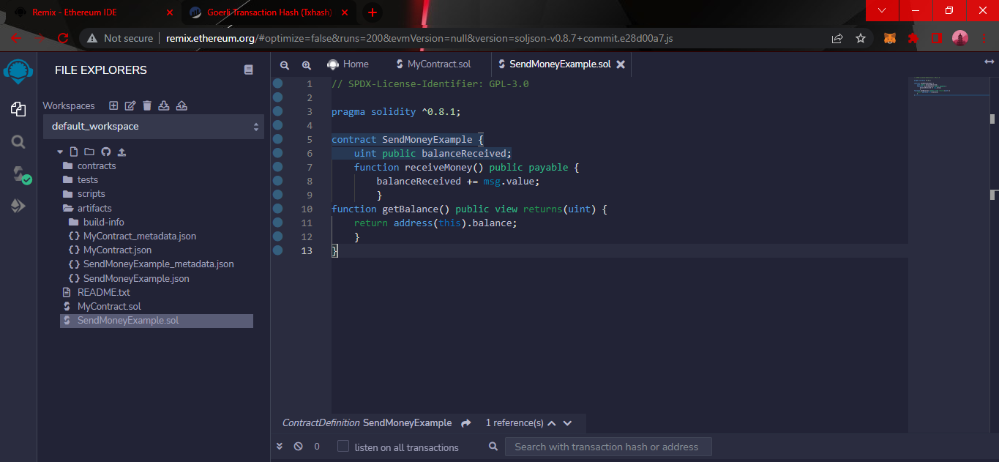 Remix - Ethereum IDE
Goerli Transaction Hash (Txhash)
Not secure
remix.ethereum.org/#optimize=false&runs=200&evmVersion=null&version=soljson-v0.8.7+commit.e28d00a7.js
FILE EXPLORERS
Home
MyContract.sol
SendMoneyExample.sol
Workspaces
default_workspace
contracts
tests
scripts
artifacts
build-info
MyContract_metadata.json
MyContract.json
SendMoneyExample_metadata.json
SendMoneyExample.json
README.txt
MyContract.sol
SendMoneyExample.sol
1 // SPDX-License-Identifier: GPL-3.0
2
3 pragma solidity ^0.8.1;
4
5 contract SendMoneyExample {
6 uint public balanceReceived;
7 function receiveMoney() public payable {
8 balanceReceived += msg.value;
9 }
10 function getBalance() public view returns(uint) {
11 return address(this).balance;
12 }
13 }
ContractDefinition SendMoneyExample
1 reference(s)
0
listen on all transactions
Search with transaction hash or address